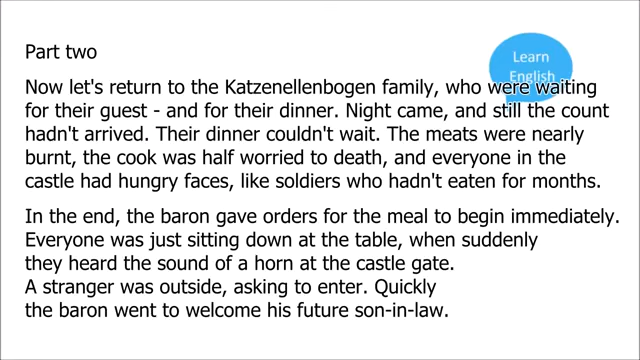 Part two
Learn
English
Now let's return to the Katzenellenbogen family, who were waiting
for their guest - and for their dinner. Night came, and still the count
hadn't arrived. Their dinner couldn't wait. The meats were nearly
burnt, the cook was half worried to death, and everyone in the
castle had hungry faces, like soldiers who hadn't eaten for months.
In the end, the baron gave orders for the meal to begin immediately.
Everyone was just sitting down at the table, when suddenly
they heard the sound of a horn at the castle gate.
A stranger was outside, asking to enter. Quickly
the baron went to welcome his future son-in-law.